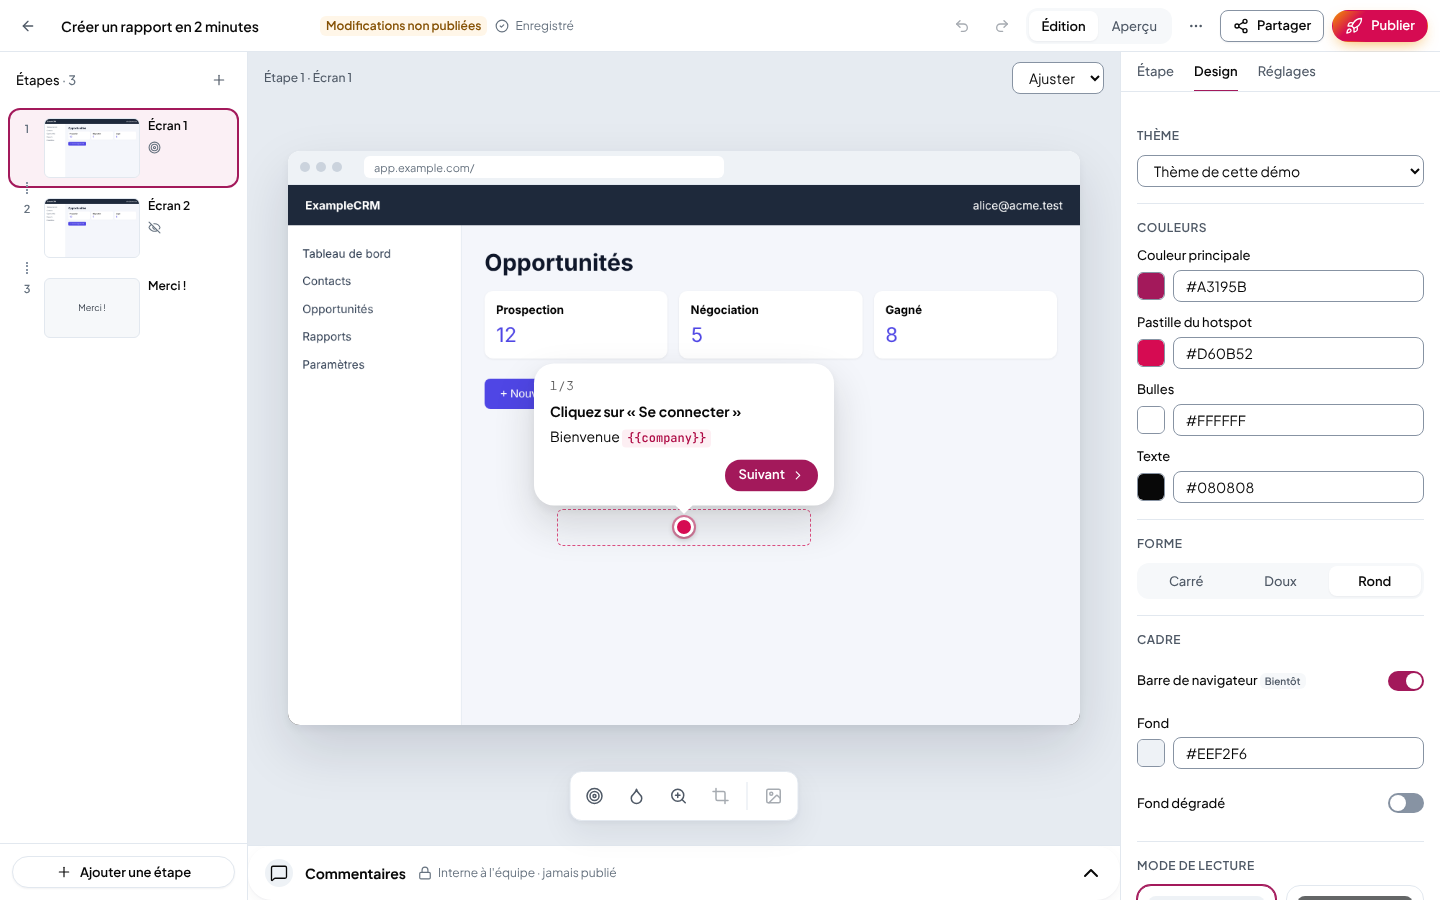 Créer un rapport en 2 minutes
Modifications non publiées
Enregistré
Édition
Aperçu
Partager
Publier
Étapes · 3
1
Écran 1
2
Écran 2
3
Merci !
Merci !
Ajouter une étape
Étape 1 · Écran 1
Ajuster
app.example.com/
ExampleCRM
alice@acme.test
Tableau de bord
Contacts
Opportunités
Rapports
Paramètres
Opportunités
Prospection
12
Négociation
5
Gagné
8
+ Nouv
1 / 3
Cliquez sur « Se connecter »
Bienvenue {{company}}
Suivant
Commentaires
Interne à l'équipe · jamais publié
Étape
Design
Réglages
THÈME
Thème de cette démo
COULEURS
Couleur principale
#A3195B
Pastille du hotspot
#D60B52
Bulles
#FFFFFF
Texte
#080808
FORME
Carré
Doux
Rond
CADRE
Barre de navigateur
Bientôt
Fond
#EEF2F6
Fond dégradé
MODE DE LECTURE